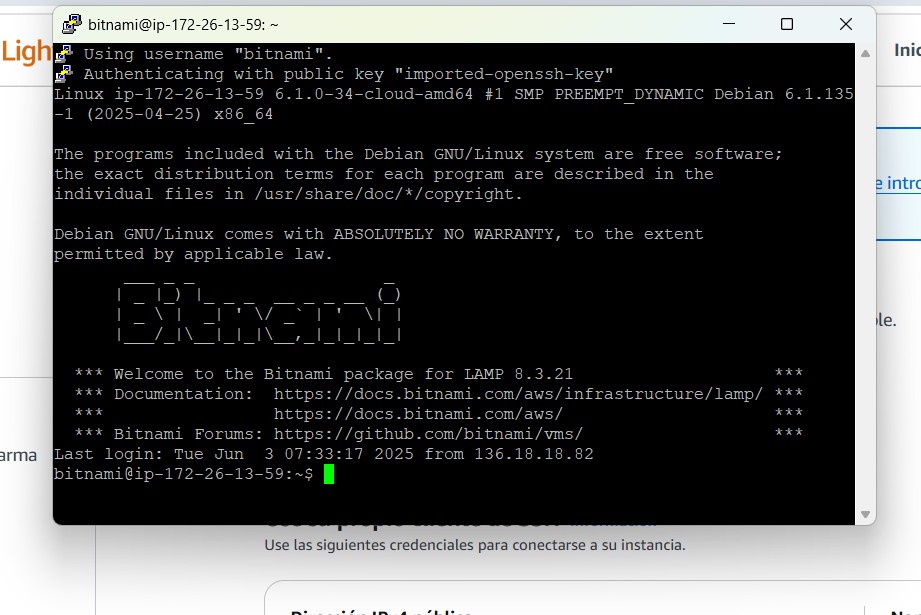 bitnami@ip-172-26-13-59: ~
Using username "bitnami".
Authenticating with public key "imported-openssh-key"
Linux ip-172-26-13-59 6.1.0-34-cloud-amd64 #1 SMP PREEMPT_DYNAMIC Debian 6.1.135
-1 (2025-04-25) x86_64
The programs included with the Debian GNU/Linux system are free software;
the exact distribution terms for each program are described in the
individual files in /usr/share/doc/*/copyright.
Debian GNU/Linux comes with ABSOLUTELY NO WARRANTY, to the extent
permitted by applicable law.
Bitnami
*** Welcome to the Bitnami package for LAMP 8.3.21 ***
*** Documentation: https://docs.bitnami.com/aws/infrastructure/lamp/ ***
*** https://docs.bitnami.com/aws/ ***
*** Bitnami Forums: https://github.com/bitnami/vms/ ***
Last login: Tue Jun 3 07:33:17 2025 from 136.18.18.82
bitnami@ip-172-26-13-59:~$
Use las siguientes credenciales para conectarse a su instancia.